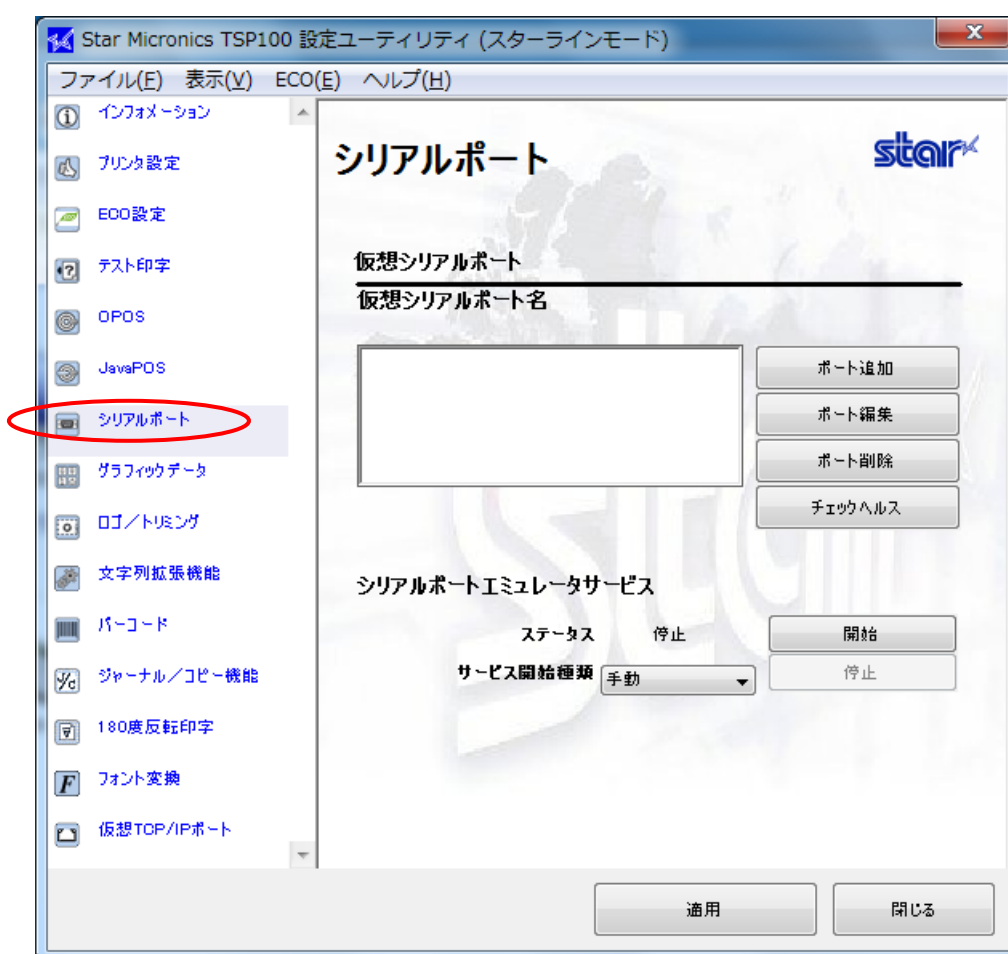 Star Micronics TSP100 設定ユーティリティ (スターラインモード)
ファイル(F) 表示(V) ECO(E) ヘルプ(H)
インフォメーション
プリンタ設定
ECO設定
テスト印字
OPOS
JavaPOS
シリアルポート
グラフィックデータ
ロゴ/トリミング
文字列拡張機能
バーコード
ジャーナル/コピー機能
180度反転印字
フォント変換
仮想TCP/IPポート
シリアルポート
star
仮想シリアルポート
仮想シリアルポート名
ポート追加
ポート編集
ポート削除
チェックヘルス
シリアルポートエミュレータサービス
ステータス 停止 開始
サービス開始種類 手動 停止
適用 閉じる